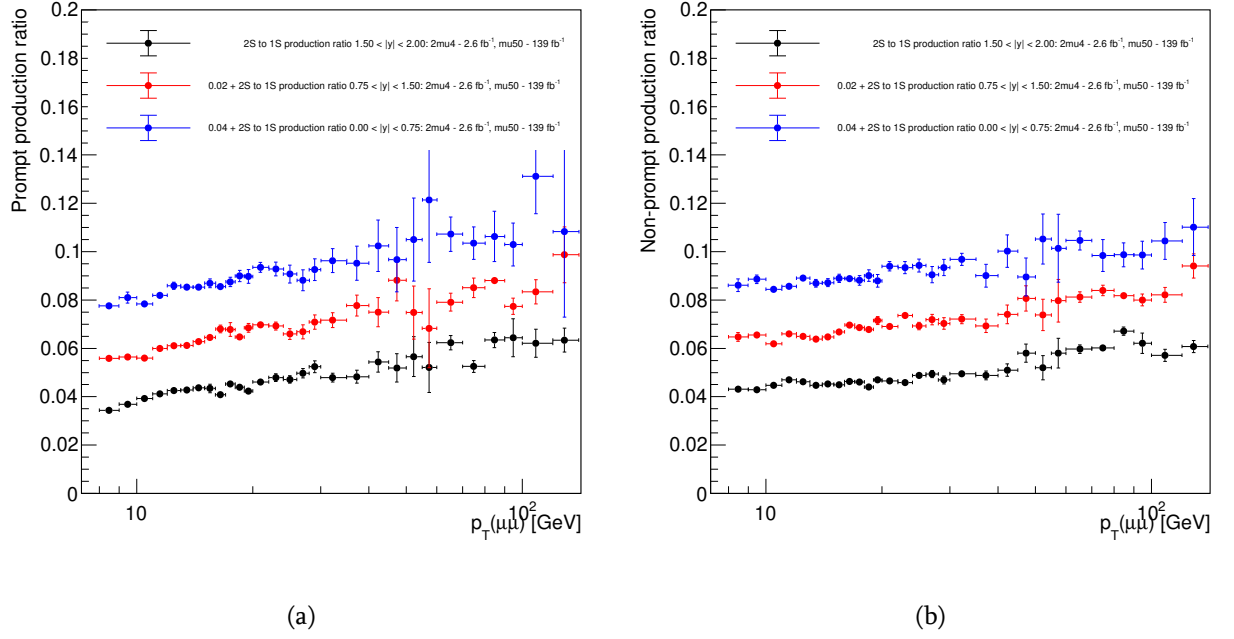 Prompt production ratio
0.2
0.18
0.16
0.14
0.12
0.1
0.08
0.06
0.04
0.02
0
2S to 1S production ratio 1.50 < |y| < 2.00: 2mu4 - 2.6 fb⁻¹, mu50 - 139 fb⁻¹
0.02 + 2S to 1S production ratio 0.75 < |y| < 1.50: 2mu4 - 2.6 fb⁻¹, mu50 - 139 fb⁻¹
0.04 + 2S to 1S production ratio 0.00 < |y| < 0.75: 2mu4 - 2.6 fb⁻¹, mu50 - 139 fb⁻¹
10
10²
p_T(μμ) [GeV]
(a)
Non-prompt production ratio
0.2
0.18
0.16
0.14
0.12
0.1
0.08
0.06
0.04
0.02
0
2S to 1S production ratio 1.50 < |y| < 2.00: 2mu4 - 2.6 fb⁻¹, mu50 - 139 fb⁻¹
0.02 + 2S to 1S production ratio 0.75 < |y| < 1.50: 2mu4 - 2.6 fb⁻¹, mu50 - 139 fb⁻¹
0.04 + 2S to 1S production ratio 0.00 < |y| < 0.75: 2mu4 - 2.6 fb⁻¹, mu50 - 139 fb⁻¹
10
10²
p_T(μμ) [GeV]
(b)